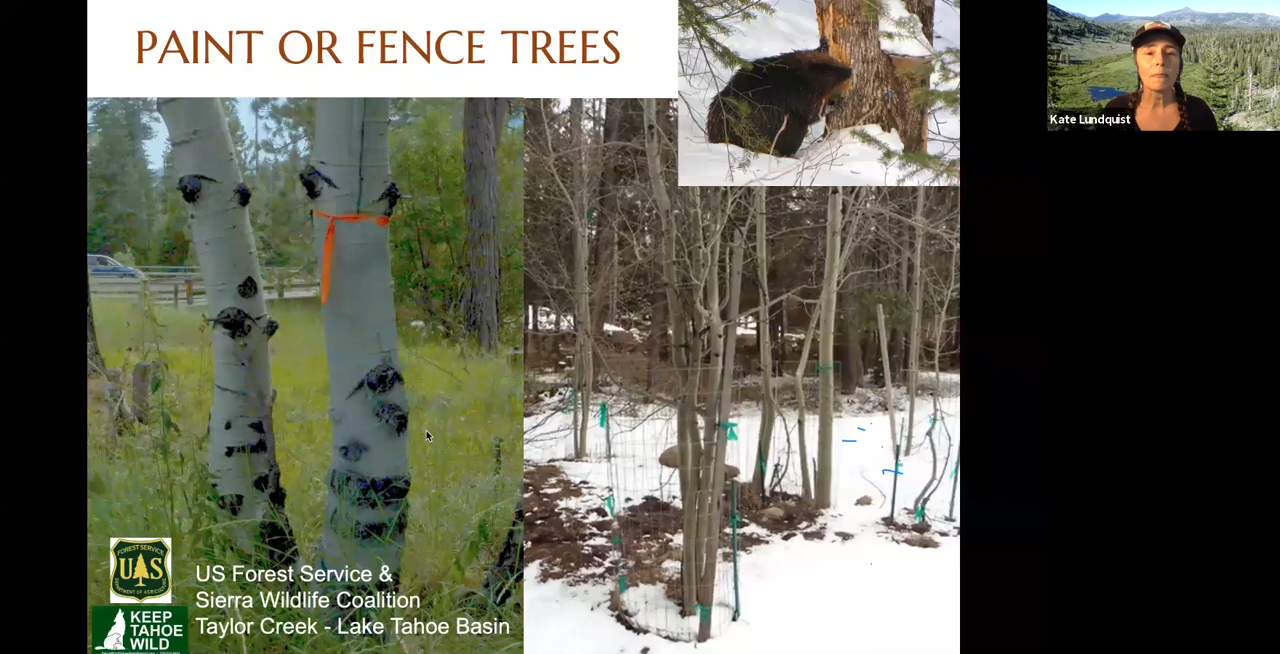 PAINT OR FENCE TREES
Kate Lundquist
FOREST SERVICE
UAS
DEPARTMENT OF AGRICULTURE
US Forest Service &
Sierra Wildlife Coalition
Taylor Creek - Lake Tahoe Basin
KEEP
TAHOE
WILD